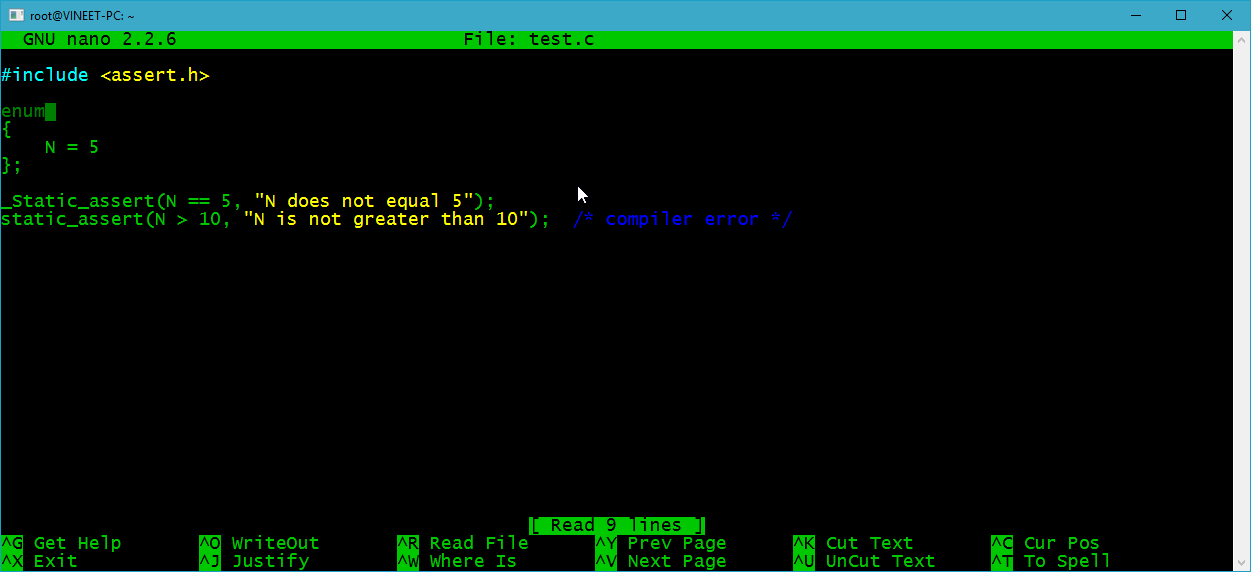 root@VINEET-PC: ~
GNU nano 2.2.6 File: test.c
#include <assert.h>
enum
{
N = 5
};
_Static_assert(N == 5, "N does not equal 5");
static_assert(N > 10, "N is not greater than 10"); /* compiler error */
[ Read 9 lines ]
^G Get Help ^O WriteOut ^R Read File ^Y Prev Page ^K Cut Text ^C Cur Pos
^X Exit ^J Justify ^W Where Is ^V Next Page ^U UnCut Text ^T To Spell